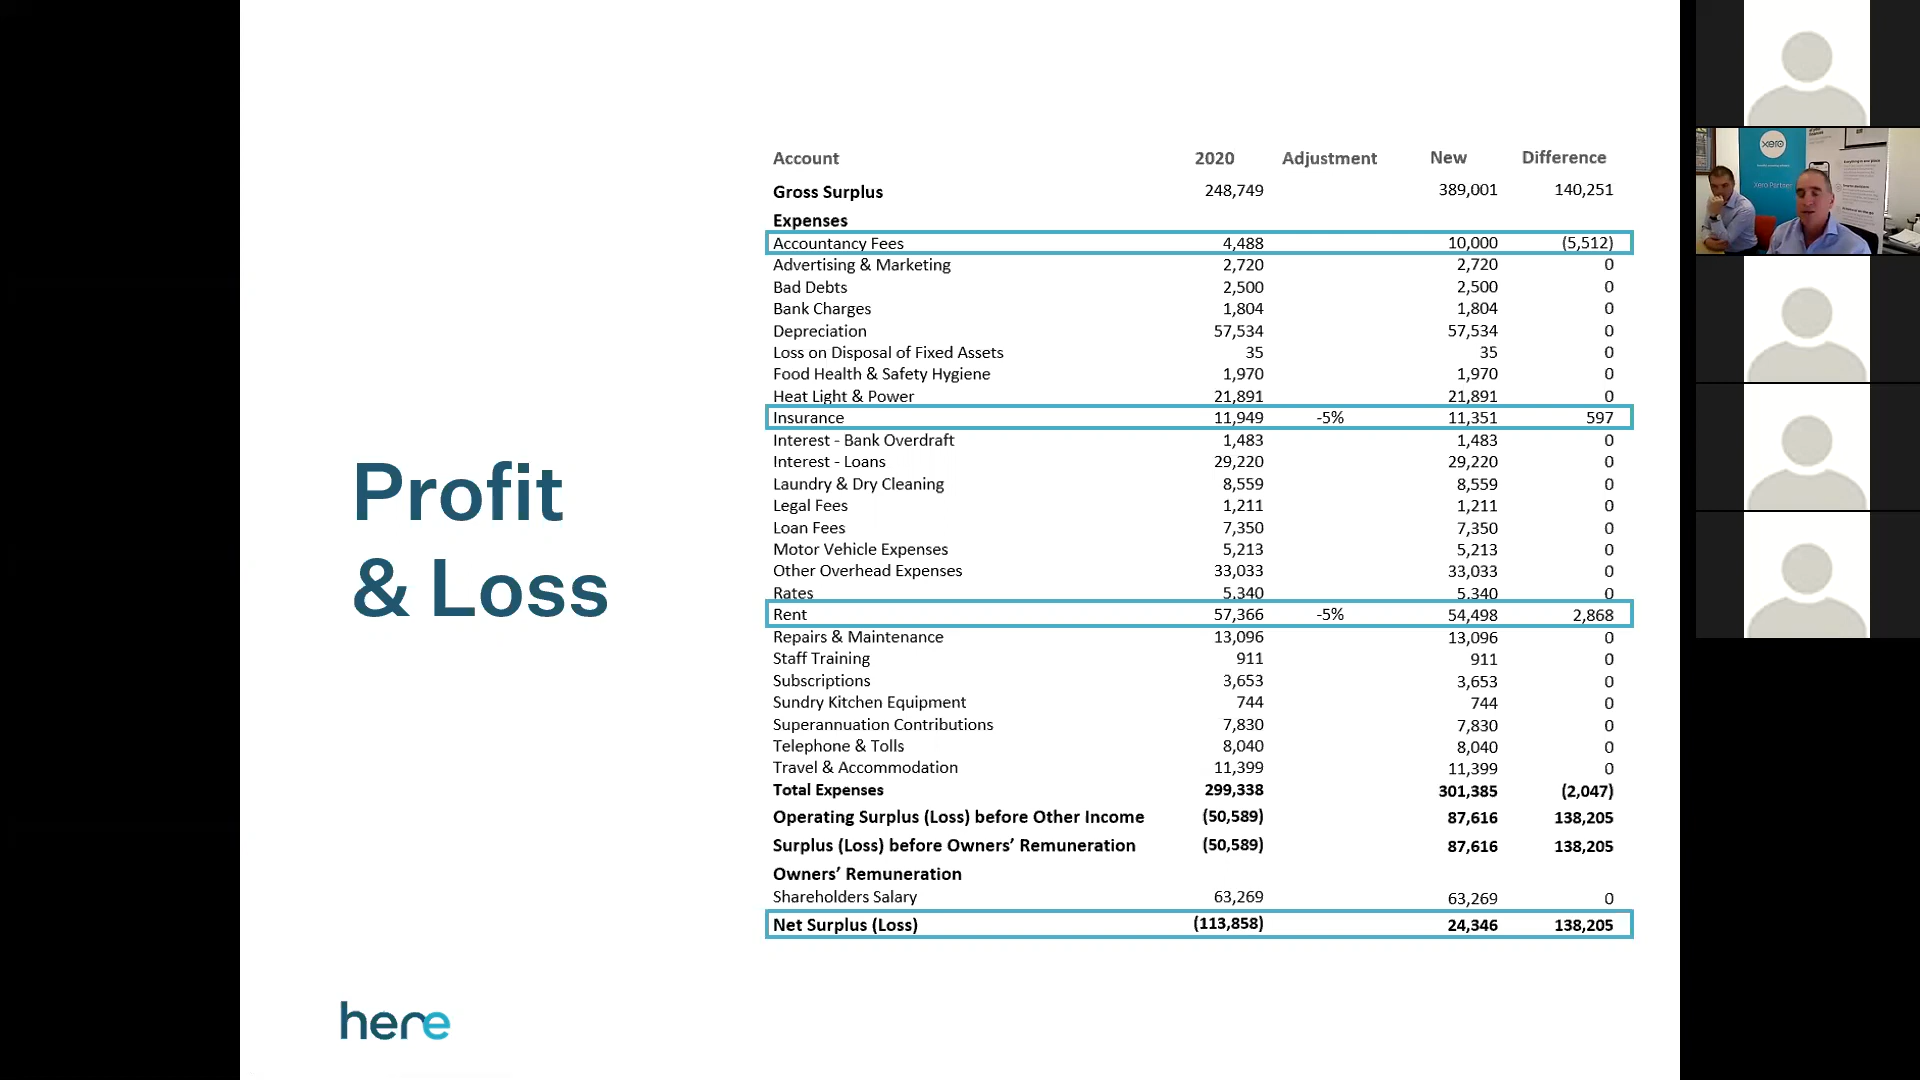 Account 2020 Adjustment New Difference
Gross Surplus 248,749 389,001 140,251
Expenses
Accountancy Fees 4,488 10,000 (5,512)
Advertising & Marketing 2,720 2,720 0
Bad Debts 2,500 2,500 0
Bank Charges 1,804 1,804 0
Depreciation 57,534 57,534 0
Loss on Disposal of Fixed Assets 35 35 0
Food Health & Safety Hygiene 1,970 1,970 0
Heat Light & Power 21,891 21,891 0
Insurance 11,949 -5% 11,351 597
Interest - Bank Overdraft 1,483 1,483 0
Interest - Loans 29,220 29,220 0
Laundry & Dry Cleaning 8,559 8,559 0
Legal Fees 1,211 1,211 0
Loan Fees 7,350 7,350 0
Motor Vehicle Expenses 5,213 5,213 0
Other Overhead Expenses 33,033 33,033 0
Rates 5,340 5,340 0
Rent 57,366 -5% 54,498 2,868
Repairs & Maintenance 13,096 13,096 0
Staff Training 911 911 0
Subscriptions 3,653 3,653 0
Sundry Kitchen Equipment 744 744 0
Superannuation Contributions 7,830 7,830 0
Telephone & Tolls 8,040 8,040 0
Travel & Accommodation 11,399 11,399 0
Total Expenses 299,338 301,385 (2,047)
Operating Surplus (Loss) before Other Income (50,589) 87,616 138,205
Surplus (Loss) before Owners’ Remuneration (50,589) 87,616 138,205
Owners’ Remuneration
Shareholders Salary 63,269 63,269 0
Net Surplus (Loss) (113,858) 24,346 138,205
Profit
& Loss
here
xero
Xero Partner